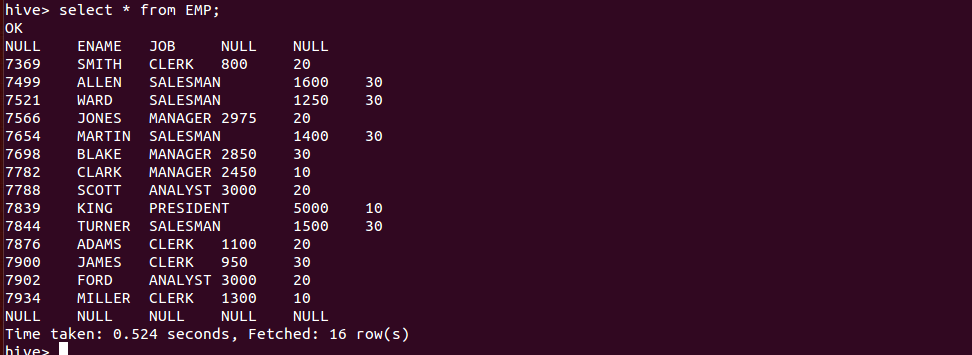 hive> select * from EMP;
OK
NULL	ENAME	JOB	NULL	NULL
7369	SMITH	CLERK	800	20
7499	ALLEN	SALESMAN	1600	30
7521	WARD	SALESMAN	1250	30
7566	JONES	MANAGER	2975	20
7654	MARTIN	SALESMAN	1400	30
7698	BLAKE	MANAGER	2850	30
7782	CLARK	MANAGER	2450	10
7788	SCOTT	ANALYST	3000	20
7839	KING	PRESIDENT	5000	10
7844	TURNER	SALESMAN	1500	30
7876	ADAMS	CLERK	1100	20
7900	JAMES	CLERK	950	30
7902	FORD	ANALYST	3000	20
7934	MILLER	CLERK	1300	10
NULL	NULL	NULL	NULL	NULL
Time taken: 0.524 seconds, Fetched: 16 row(s)
hive>